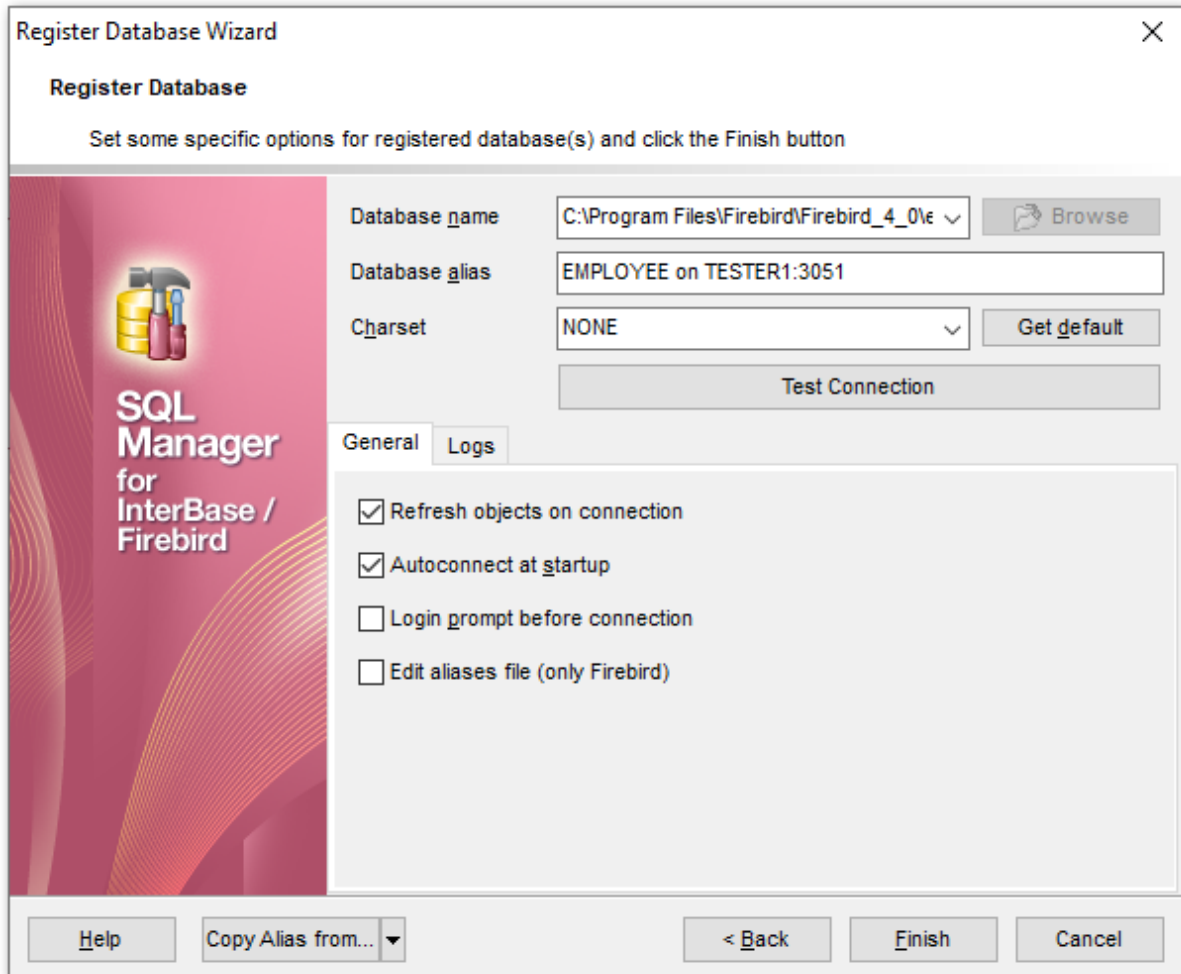 Register Database Wizard
Register Database
Set some specific options for registered database(s) and click the Finish button
Database name
C:\Program Files\Firebird\Firebird_4_0\e
Browse
Database alias
EMPLOYEE on TESTER1:3051
Charset
NONE
Get default
Test Connection
SQL
Manager
for
InterBase /
Firebird
General
Logs
Refresh objects on connection
Autoconnect at startup
Login prompt before connection
Edit aliases file (only Firebird)
Help
Copy Alias from...
< Back
Finish
Cancel